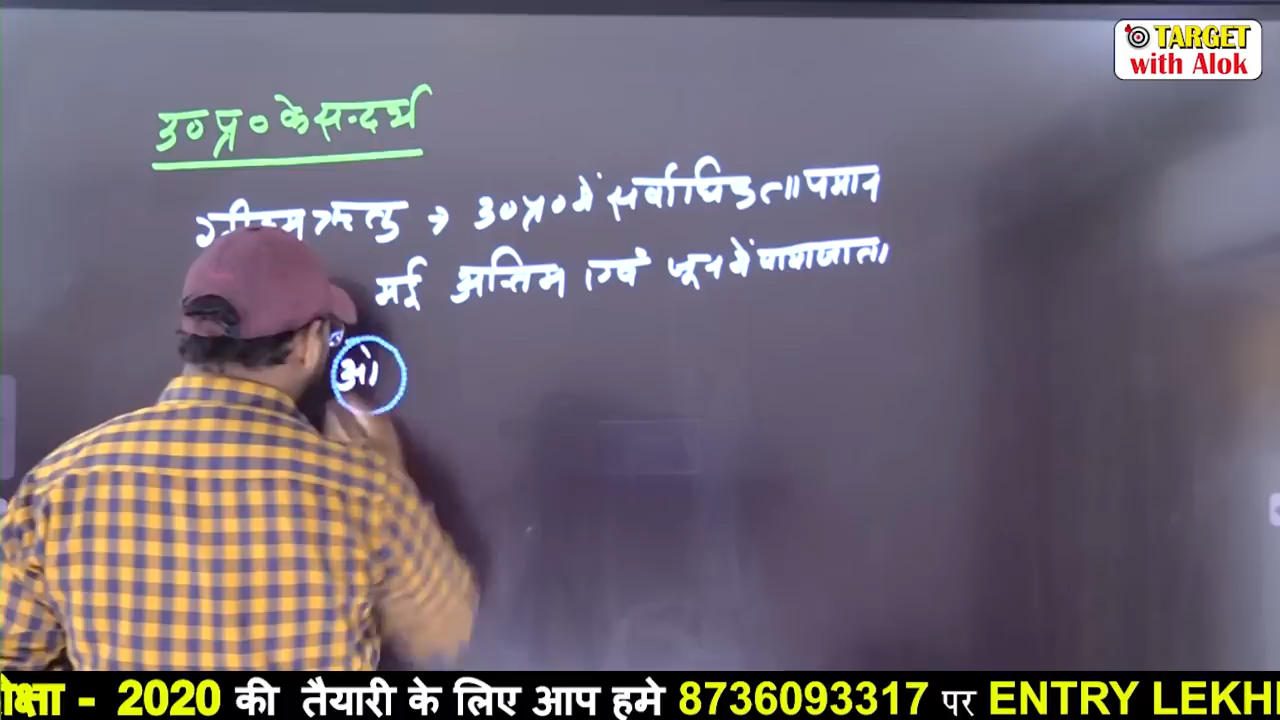 TARGET
with Alok
उ०प्र० के सन्दर्भ
ग्रीष्म ऋतु → उ०प्र० में सर्वाधिक तापमान
मई अन्तिम एवं जून में पाया जाता
ओ
क्षा - 2020 की तैयारी के लिए आप हमे 8736093317 पर ENTRY LEKH